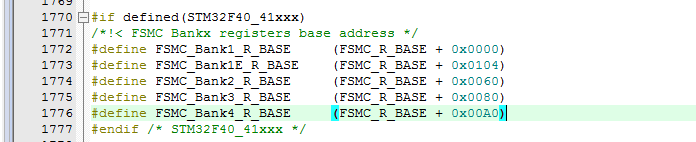 1770 #if defined(STM32F40_41xxx)
1771 /*!< FSMC Bankx registers base address */
1772 #define FSMC_Bank1_R_BASE     (FSMC_R_BASE + 0x0000)
1773 #define FSMC_Bank1E_R_BASE    (FSMC_R_BASE + 0x0104)
1774 #define FSMC_Bank2_R_BASE     (FSMC_R_BASE + 0x0060)
1775 #define FSMC_Bank3_R_BASE     (FSMC_R_BASE + 0x0080)
1776 #define FSMC_Bank4_R_BASE     (FSMC_R_BASE + 0x00A0)
1777 #endif /* STM32F40_41xxx */